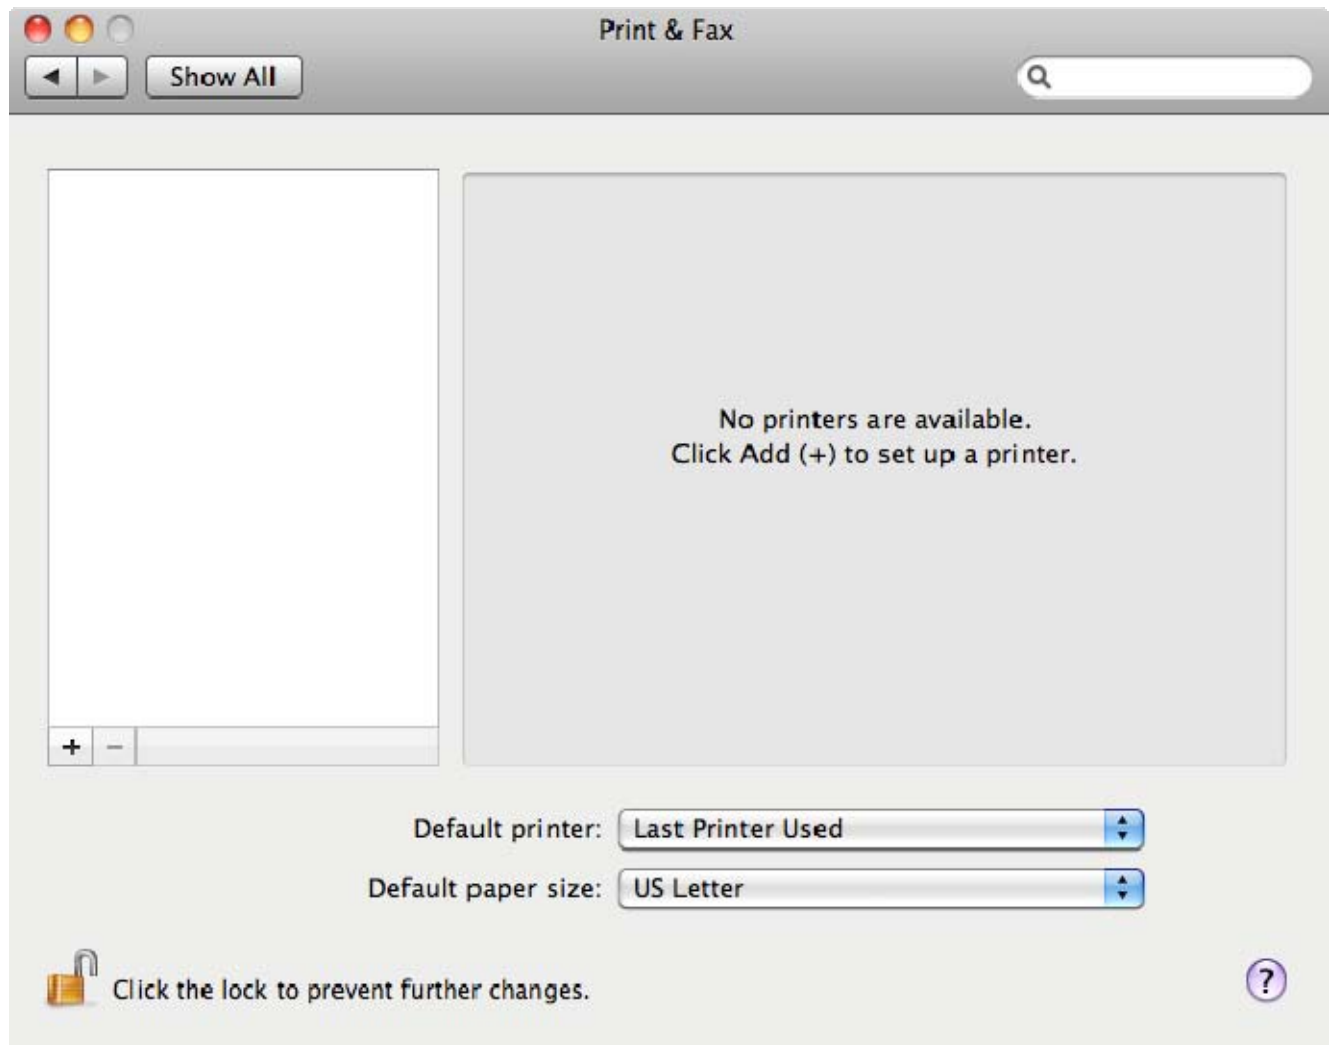 Print & Fax
Show All
No printers are available.
Click Add (+) to set up a printer.
+ −
Default printer: Last Printer Used
Default paper size: US Letter
Click the lock to prevent further changes.
?